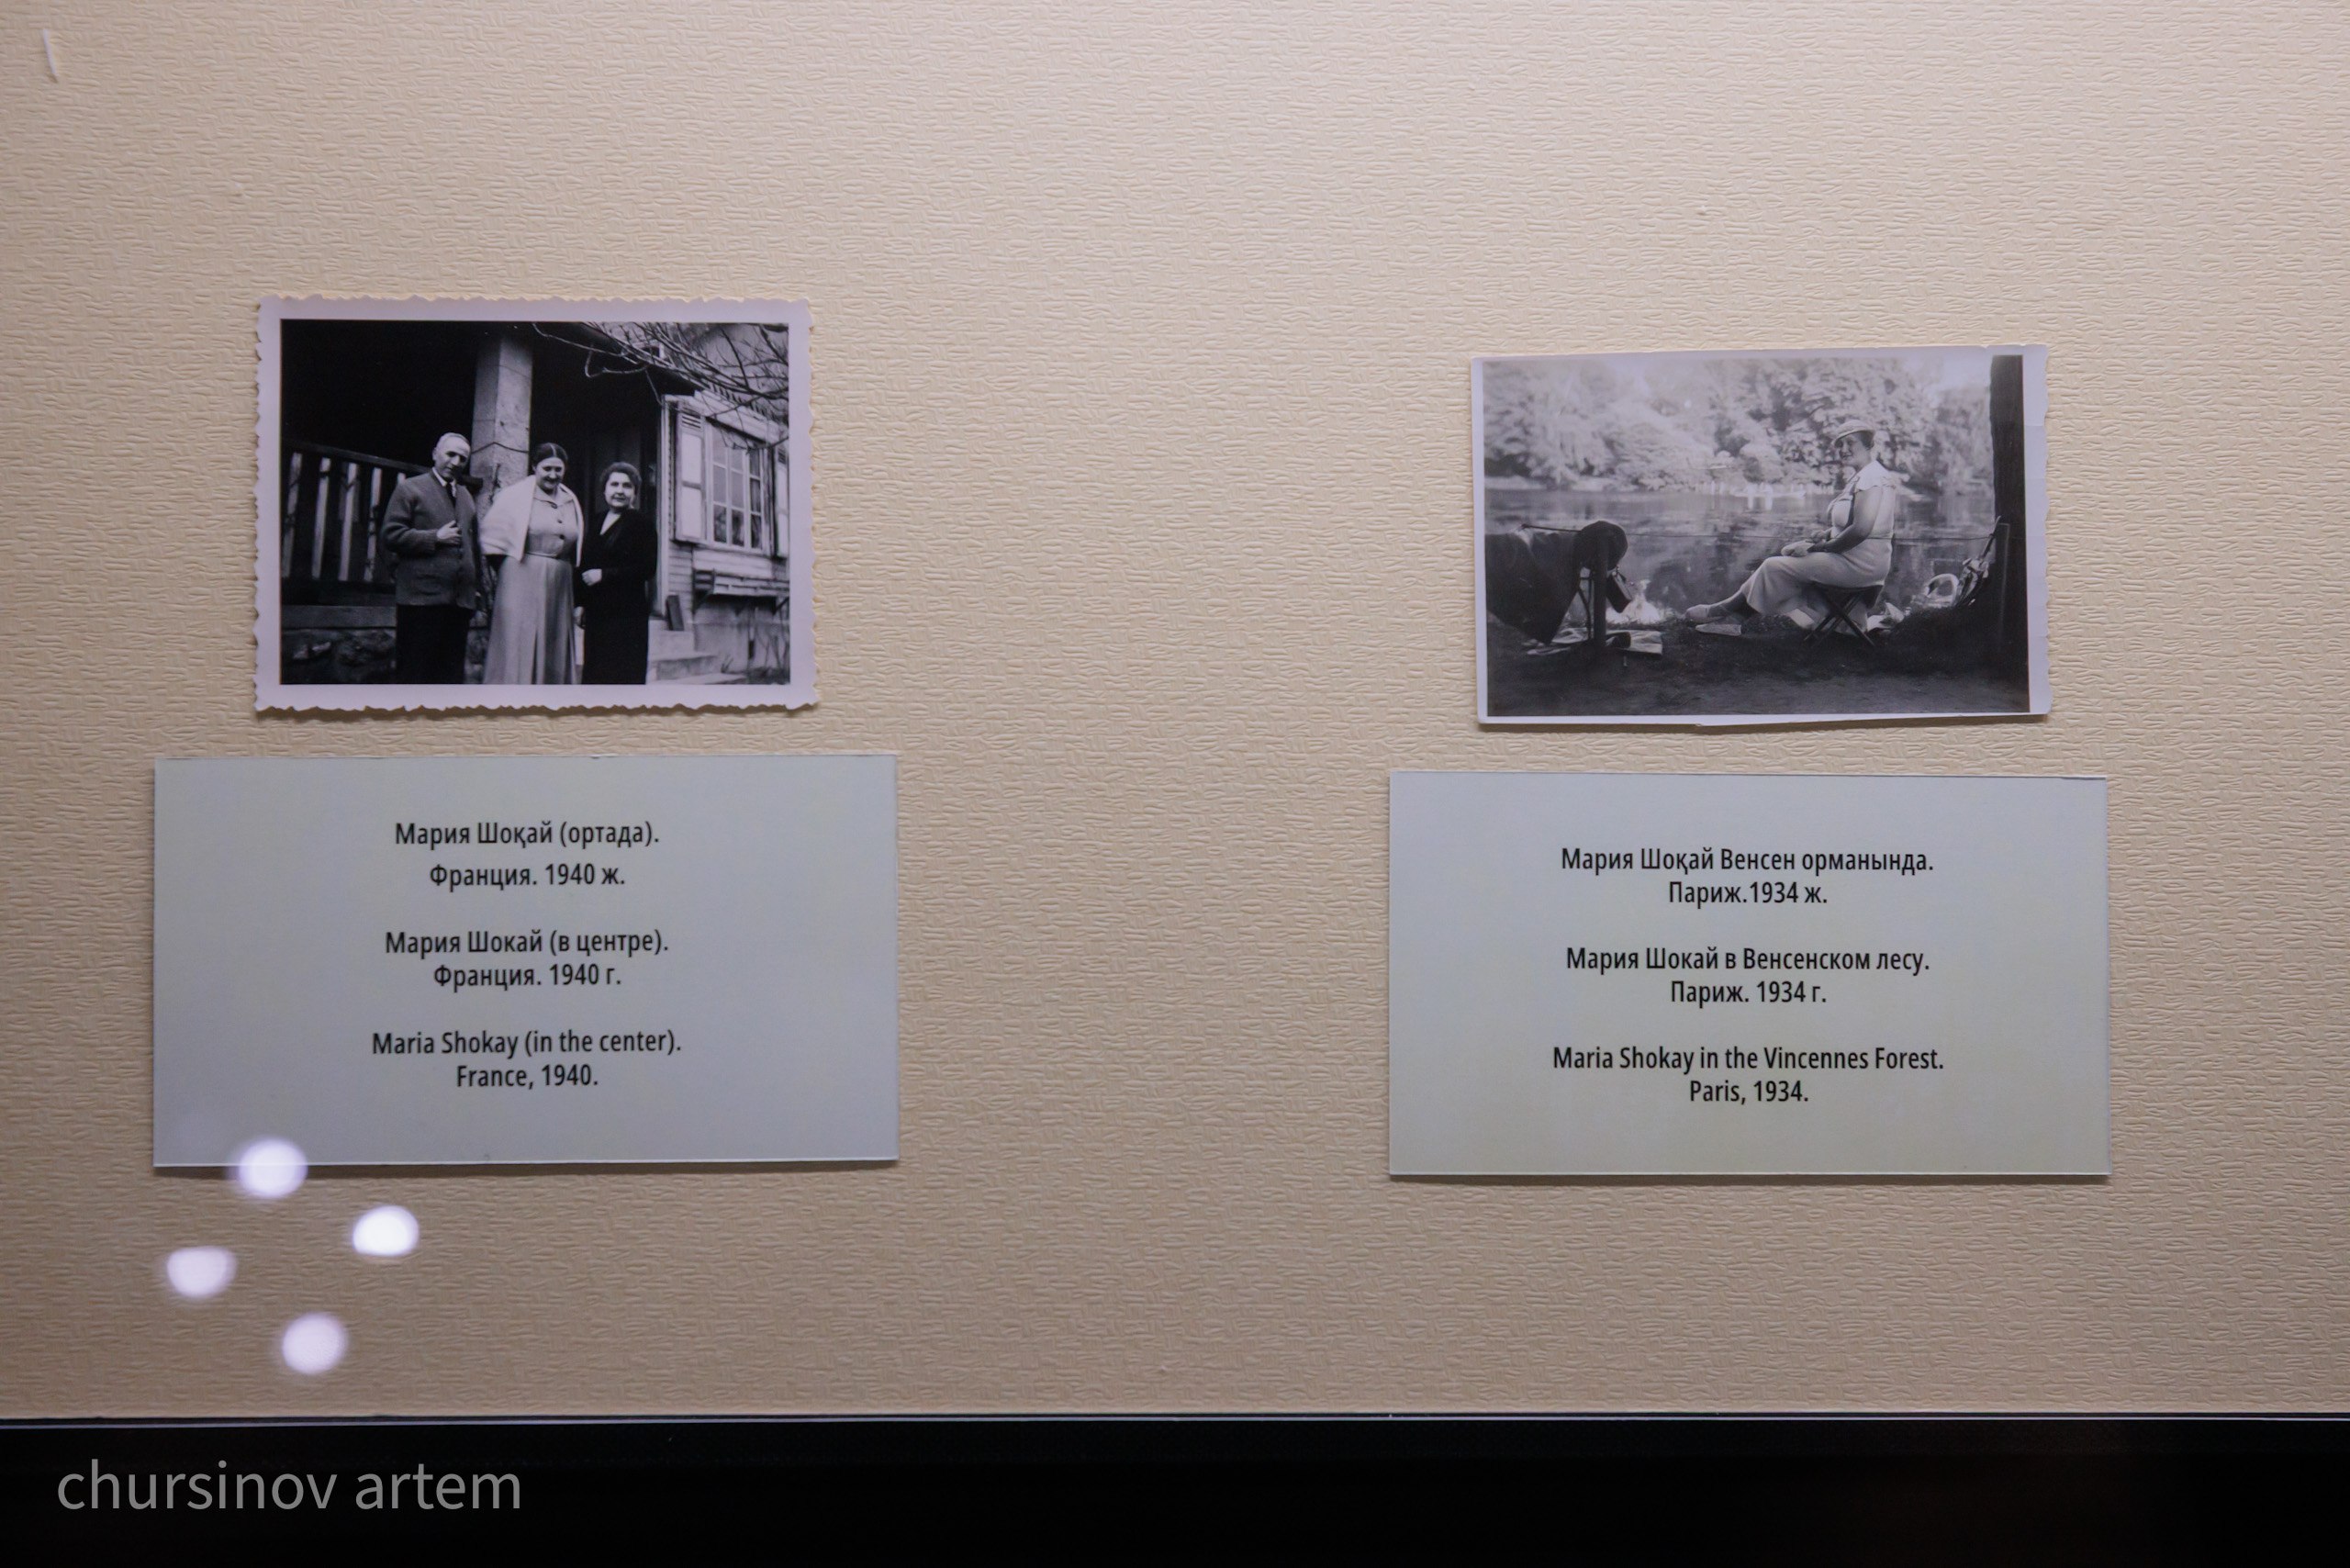 Мария Шоқай (ортада).
Франция. 1940 ж.
Мария Шокай (в центре).
Франция. 1940 г.
Maria Shokay (in the center).
France, 1940.
Мария Шоқай Венсен орманында.
Париж.1934 ж.
Мария Шокай в Венсенском лесу.
Париж. 1934 г.
Maria Shokay in the Vincennes Forest.
Paris, 1934.
chursinov artem